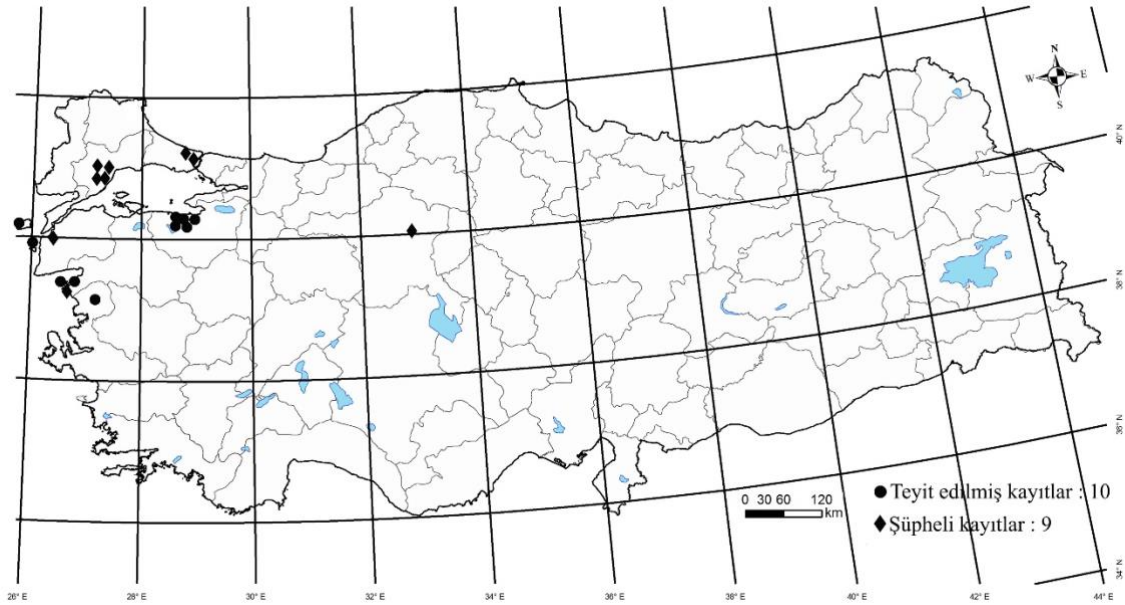 N
W E
S
40° N
38° N
36° N
34° N
0 30 60 120
km
Teyit edilmiş kayıtlar : 10
Şüpheli kayıtlar : 9
26° E 28° E 30° E 32° E 34° E 36° E 38° E 40° E 42° E 44° E